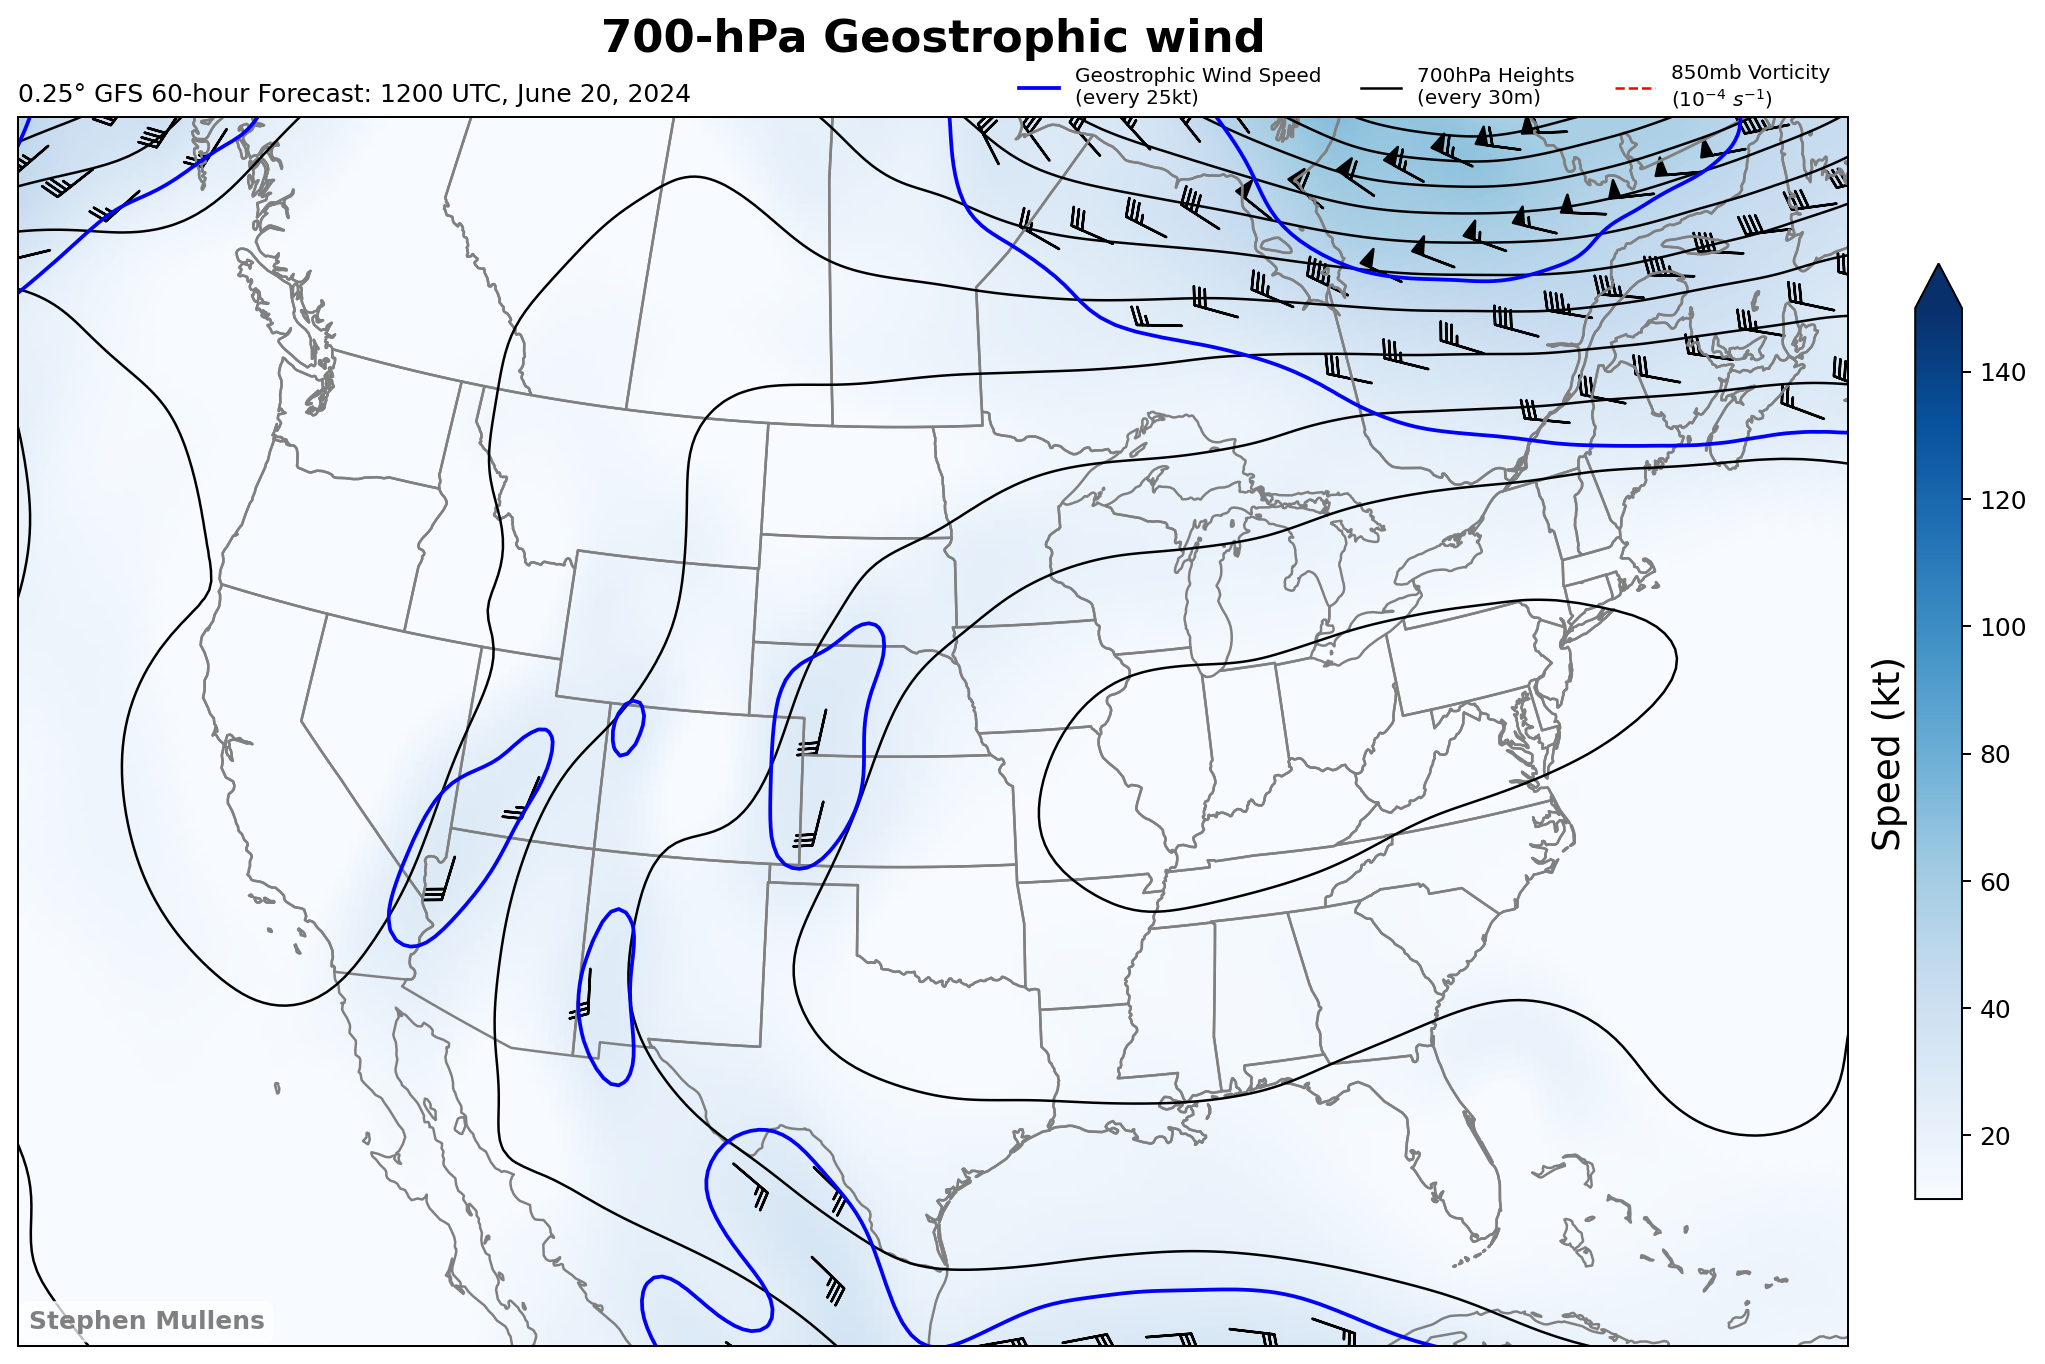 700-hPa Geostrophic wind
0.25° GFS 60-hour Forecast: 1200 UTC, June 20, 2024
Geostrophic Wind Speed
(every 25kt)
700hPa Heights
(every 30m)
850mb Vorticity
(10⁻⁴ s⁻¹)
140
120
100
80
60
40
20
Speed (kt)
Stephen Mullens